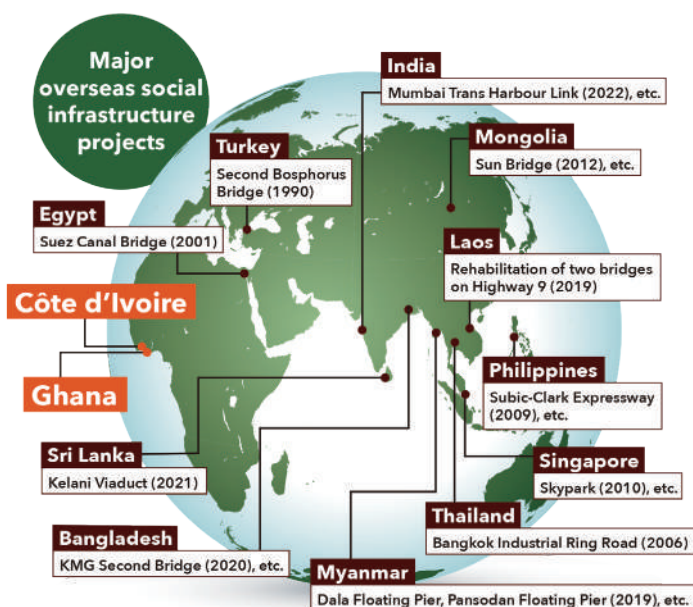 Major
overseas social
infrastructure
projects
India
Mumbai Trans Harbour Link (2022), etc.
Mongolia
Sun Bridge (2012), etc.
Turkey
Second Bosphorus
Bridge (1990)
Egypt
Suez Canal Bridge (2001)
Laos
Rehabilitation of two bridges
on Highway 9 (2019)
Côte d’Ivoire
Ghana
Philippines
Subic-Clark Expressway
(2009), etc.
Sri Lanka
Kelani Viaduct (2021)
Singapore
Skypark (2010), etc.
Thailand
Bangkok Industrial Ring Road (2006)
Bangladesh
KMG Second Bridge (2020), etc.
Myanmar
Dala Floating Pier, Pansodan Floating Pier (2019), etc.